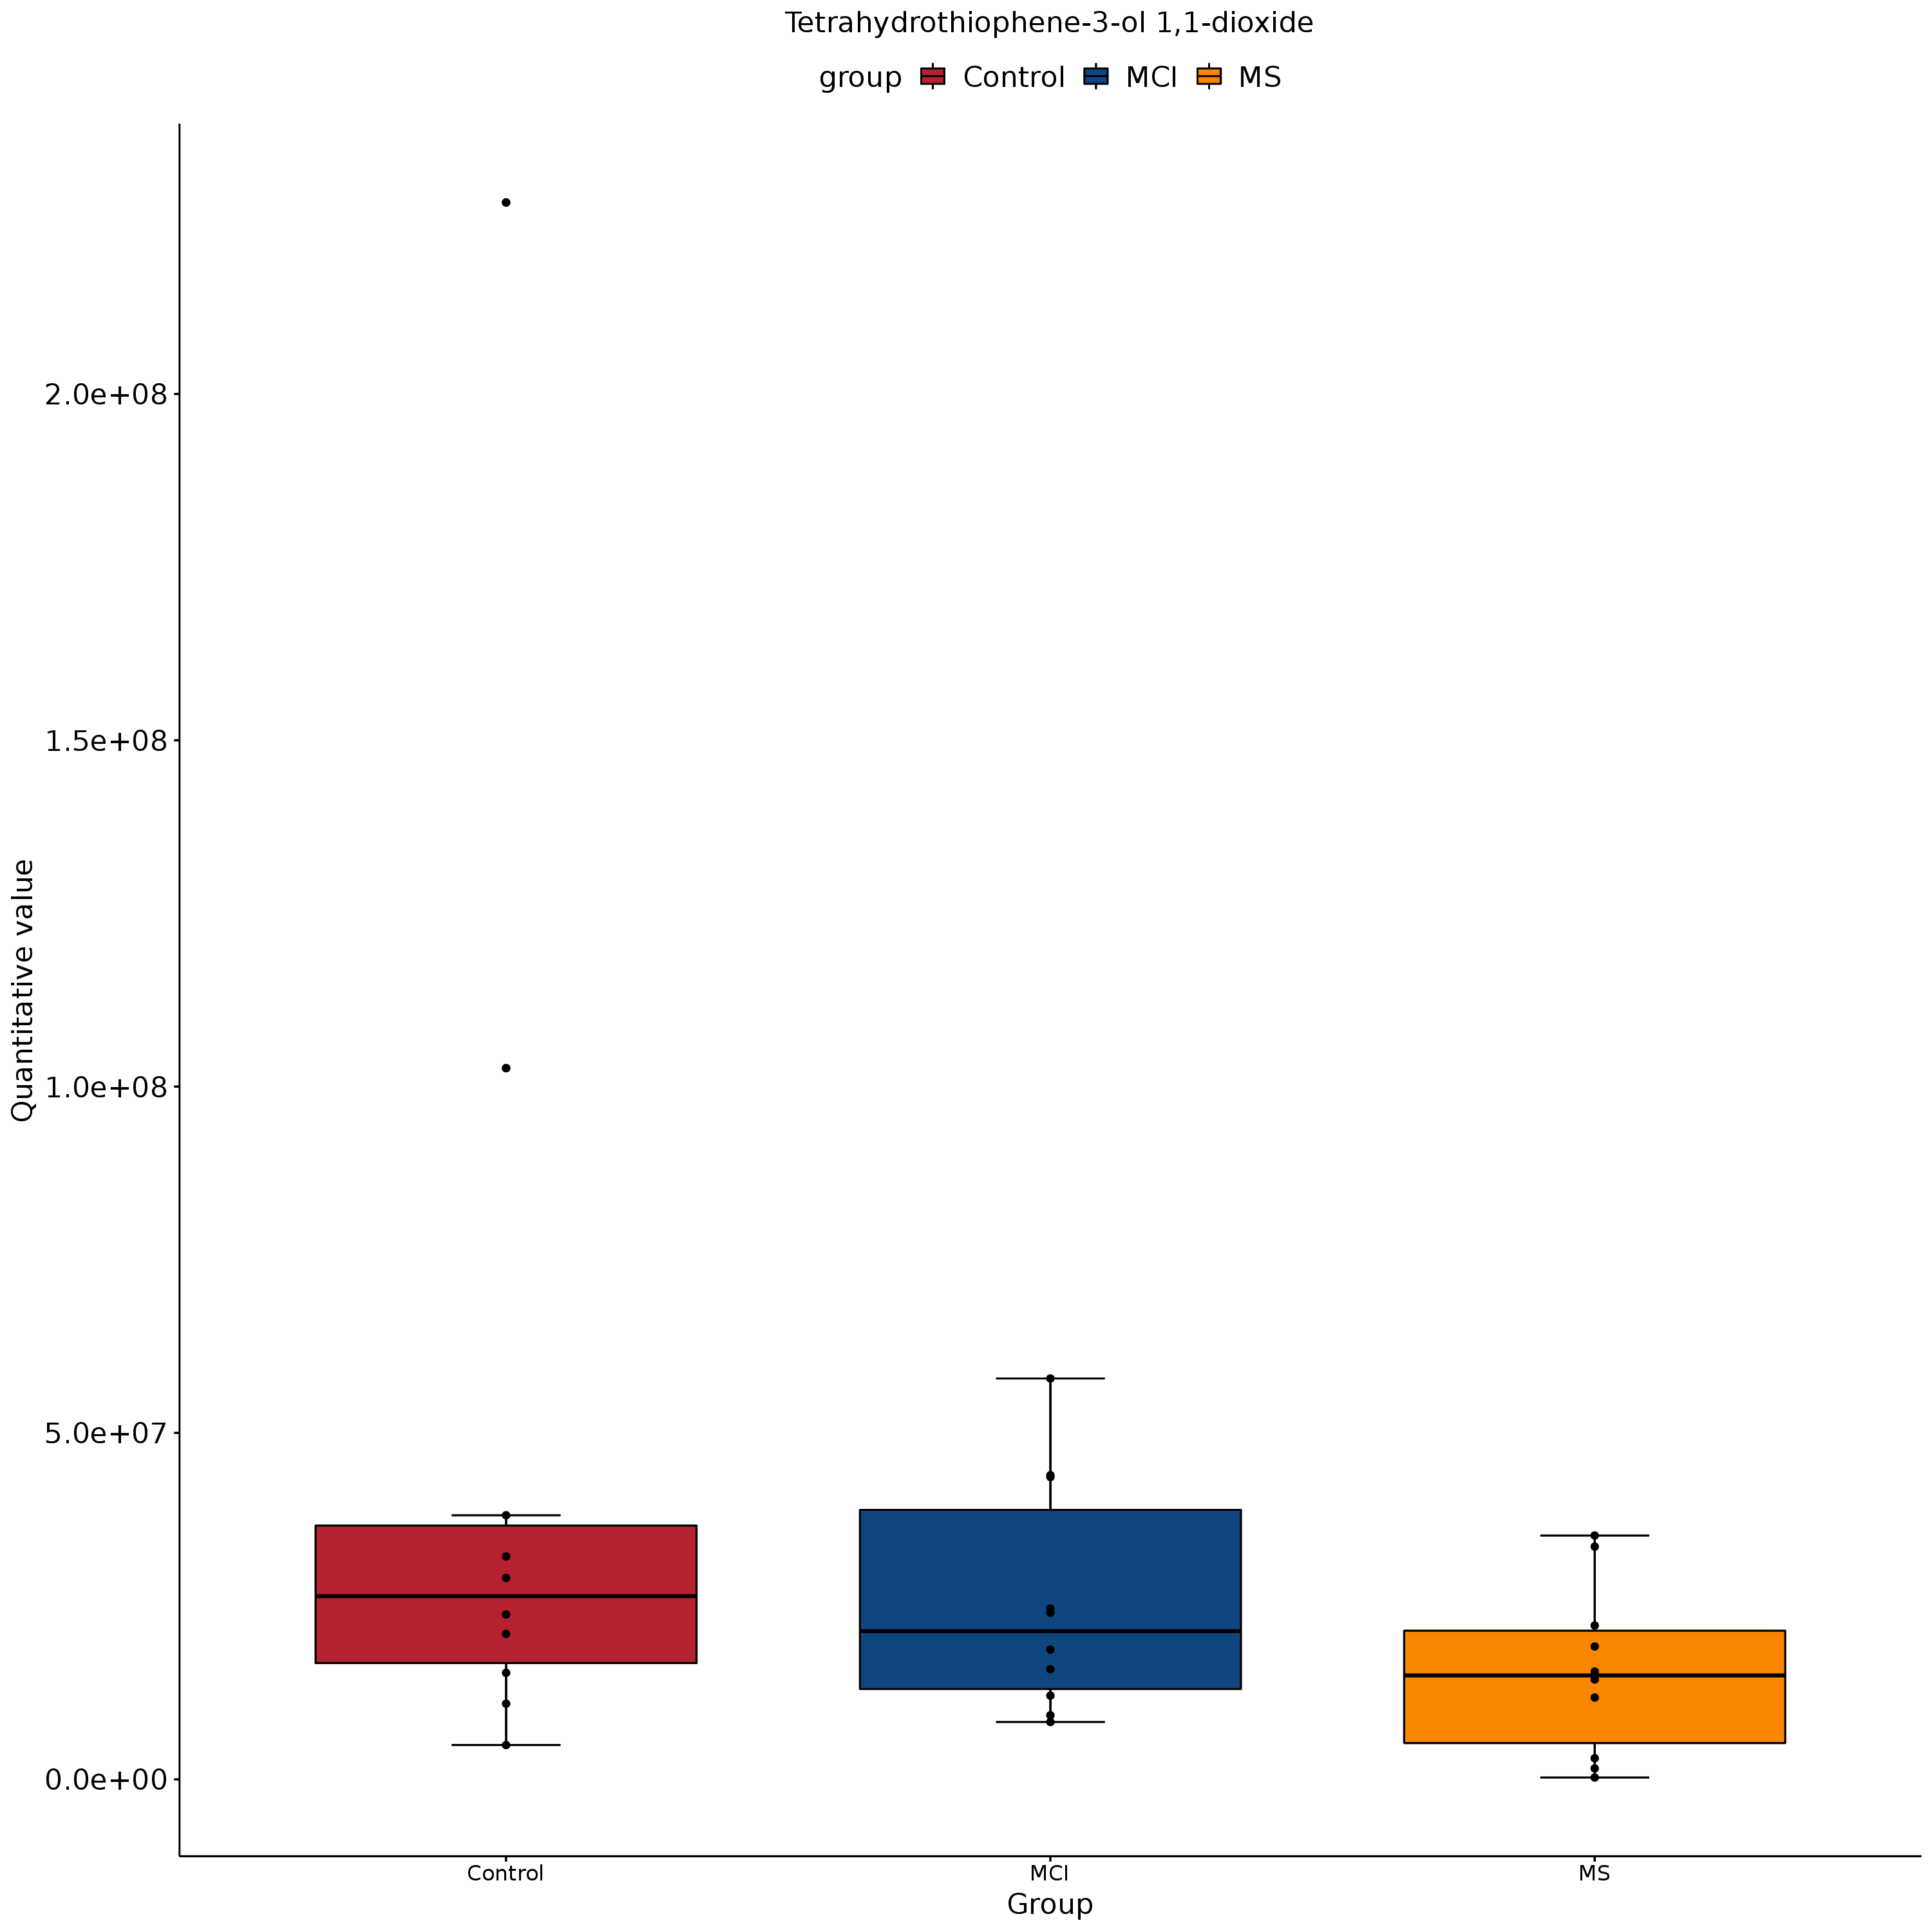 Tetrahydrothiophene-3-ol 1,1-dioxide
group Control MCI MS
Quantitative value
2.0e+08
1.5e+08
1.0e+08
5.0e+07
0.0e+00
Control MCI MS
Group